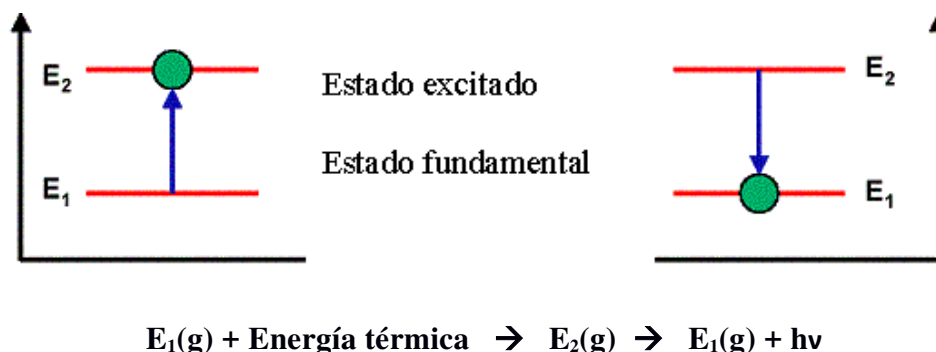 E₂ Estado excitado E₂
Estado fundamental
E₁ E₁
E₁(g) + Energía térmica → E₂(g) → E₁(g) + hν